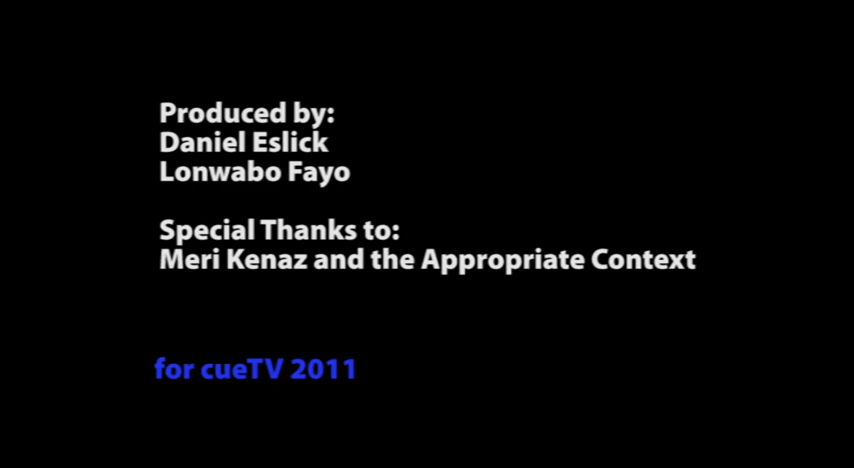 Produced by:
Daniel Eslick
Lonwabo Fayo
Special Thanks to:
Meri Kenaz and the Appropriate Context
for cueTV 2011